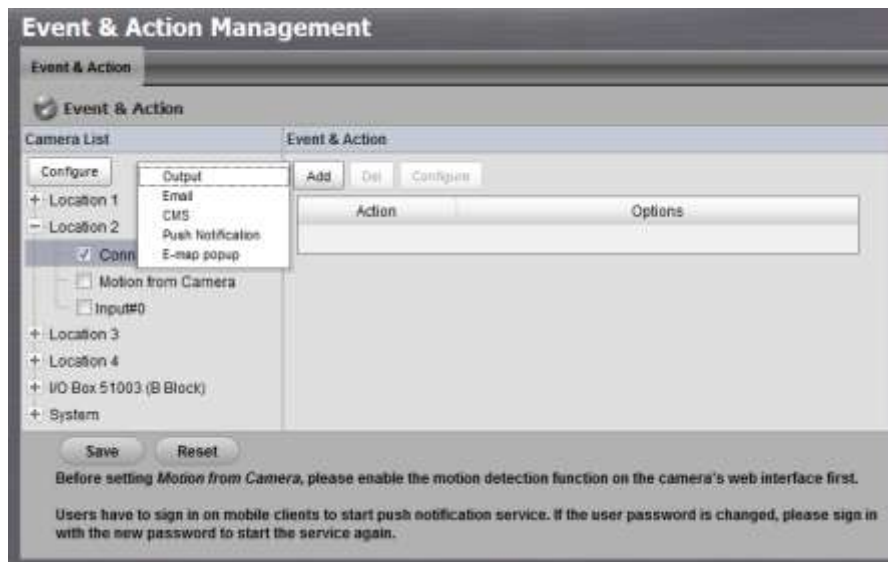 Event & Action Management
Event & Action
Event & Action
Camera List
Event & Action
Configure
Output
Email
CMS
Push Notification
E-map popup
Add Del Configure
Action Options
+ Location 1
- Location 2
Conn
Motion from Camera
Input#0
+ Location 3
+ Location 4
+ I/O Box 51003 (B Block)
+ System
Save Reset
Before setting Motion from Camera, please enable the motion detection function on the camera's web interface first.
Users have to sign in on mobile clients to start push notification service. If the user password is changed, please sign in
with the new password to start the service again.